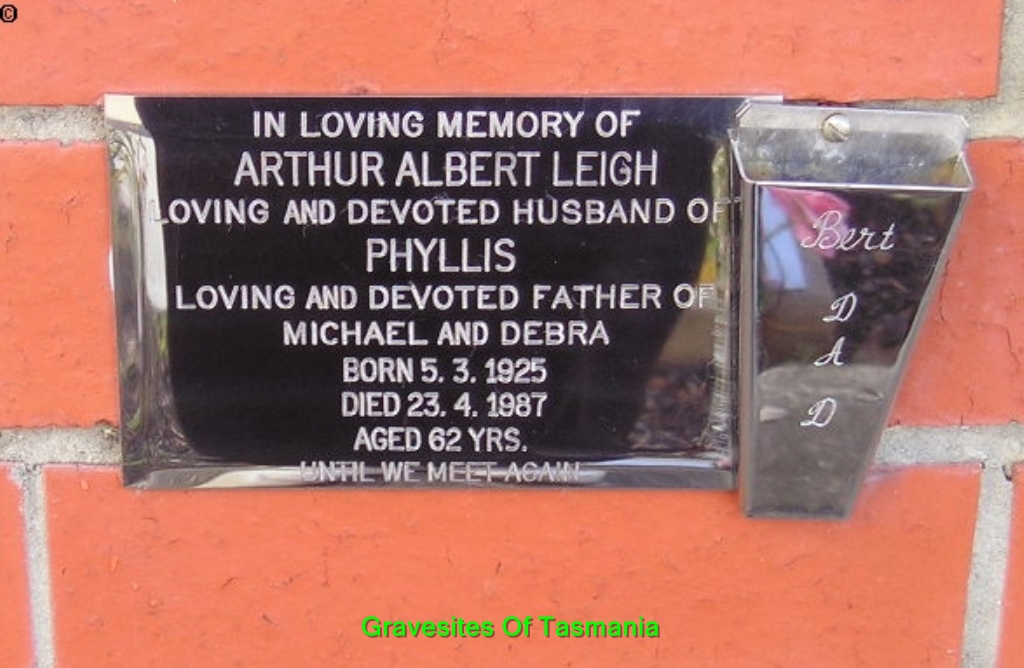 ©
IN LOVING MEMORY OF
ARTHUR ALBERT LEIGH
LOVING AND DEVOTED HUSBAND OF
PHYLLIS
LOVING AND DEVOTED FATHER OF
MICHAEL AND DEBRA
BORN 5. 3. 1925
DIED 23. 4. 1987
AGED 62 YRS.
UNTIL WE MEET AGAIN
Bert
D
A
D
Gravesites Of Tasmania